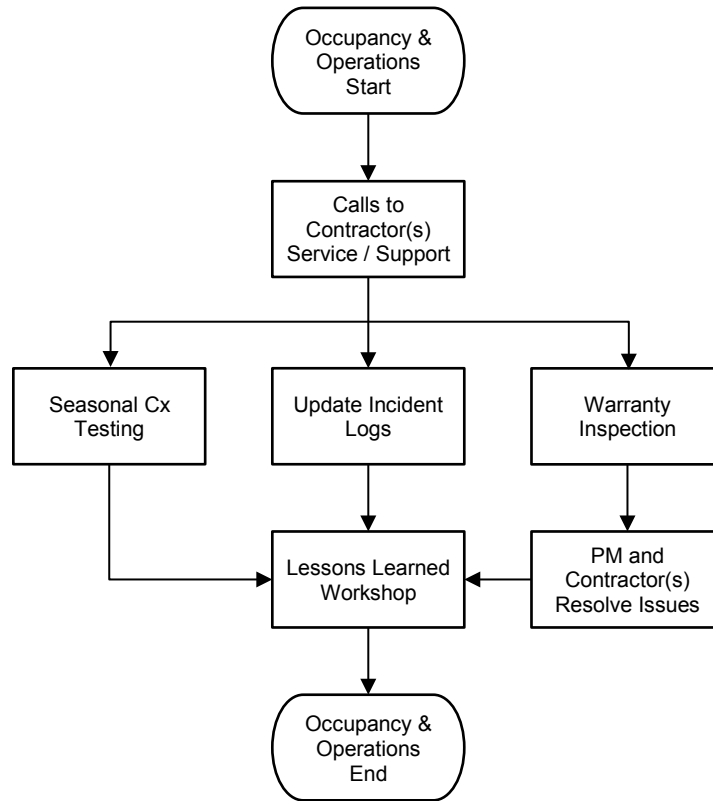 Occupancy &
Operations
Start
Calls to
Contractor(s)
Service / Support
Seasonal Cx
Testing
Update Incident
Logs
Warranty
Inspection
Lessons Learned
Workshop
PM and
Contractor(s)
Resolve Issues
Occupancy &
Operations
End